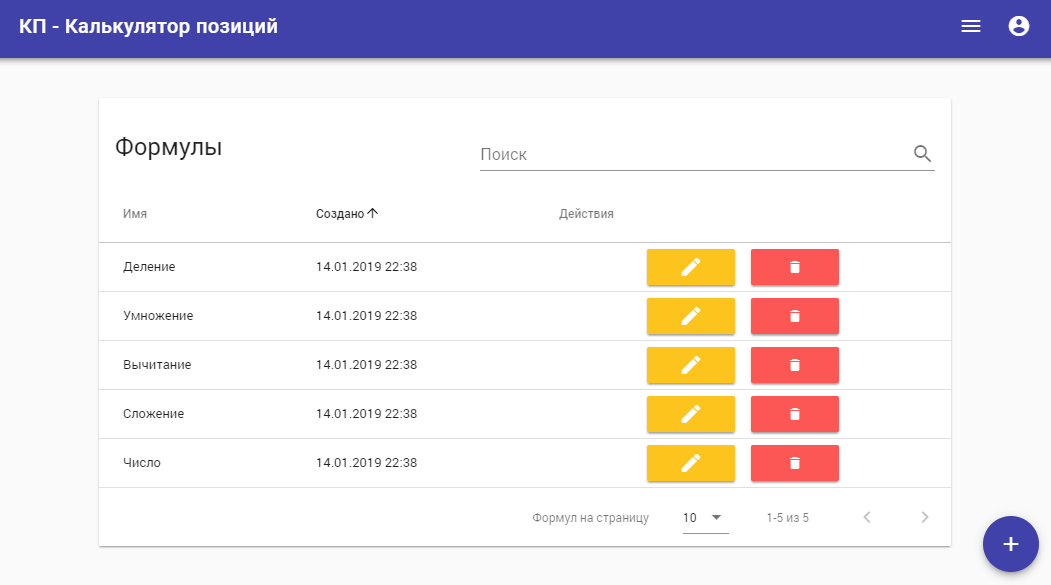 КП - Калькулятор позиций
Формулы
Поиск
Имя Создано Действия
Деление 14.01.2019 22:38
Умножение 14.01.2019 22:38
Вычитание 14.01.2019 22:38
Сложение 14.01.2019 22:38
Число 14.01.2019 22:38
Формул на страницу 10 1-5 из 5